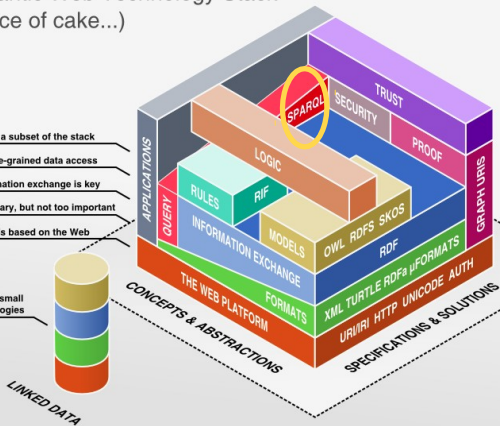 ce of cake...)
a subset of the stack
e-grained data access
nation exchange is key
ary, but not too important
s based on the Web
small
ogies
LINKED DATA
APPLICATIONS
QUERY
SPARQL
SECURITY
TRUST
PROOF
LOGIC
RULES
RIF
GRAPH URIS
INFORMATION EXCHANGE
MODELS
OWL RDFS SKOS
RDF
FORMATS
XML TURTLE RDFa μFORMATS
THE WEB PLATFORM
URI/IRI HTTP UNICODE AUTH
CONCEPTS & ABSTRACTIONS
SPECIFICATIONS & SOLUTIONS